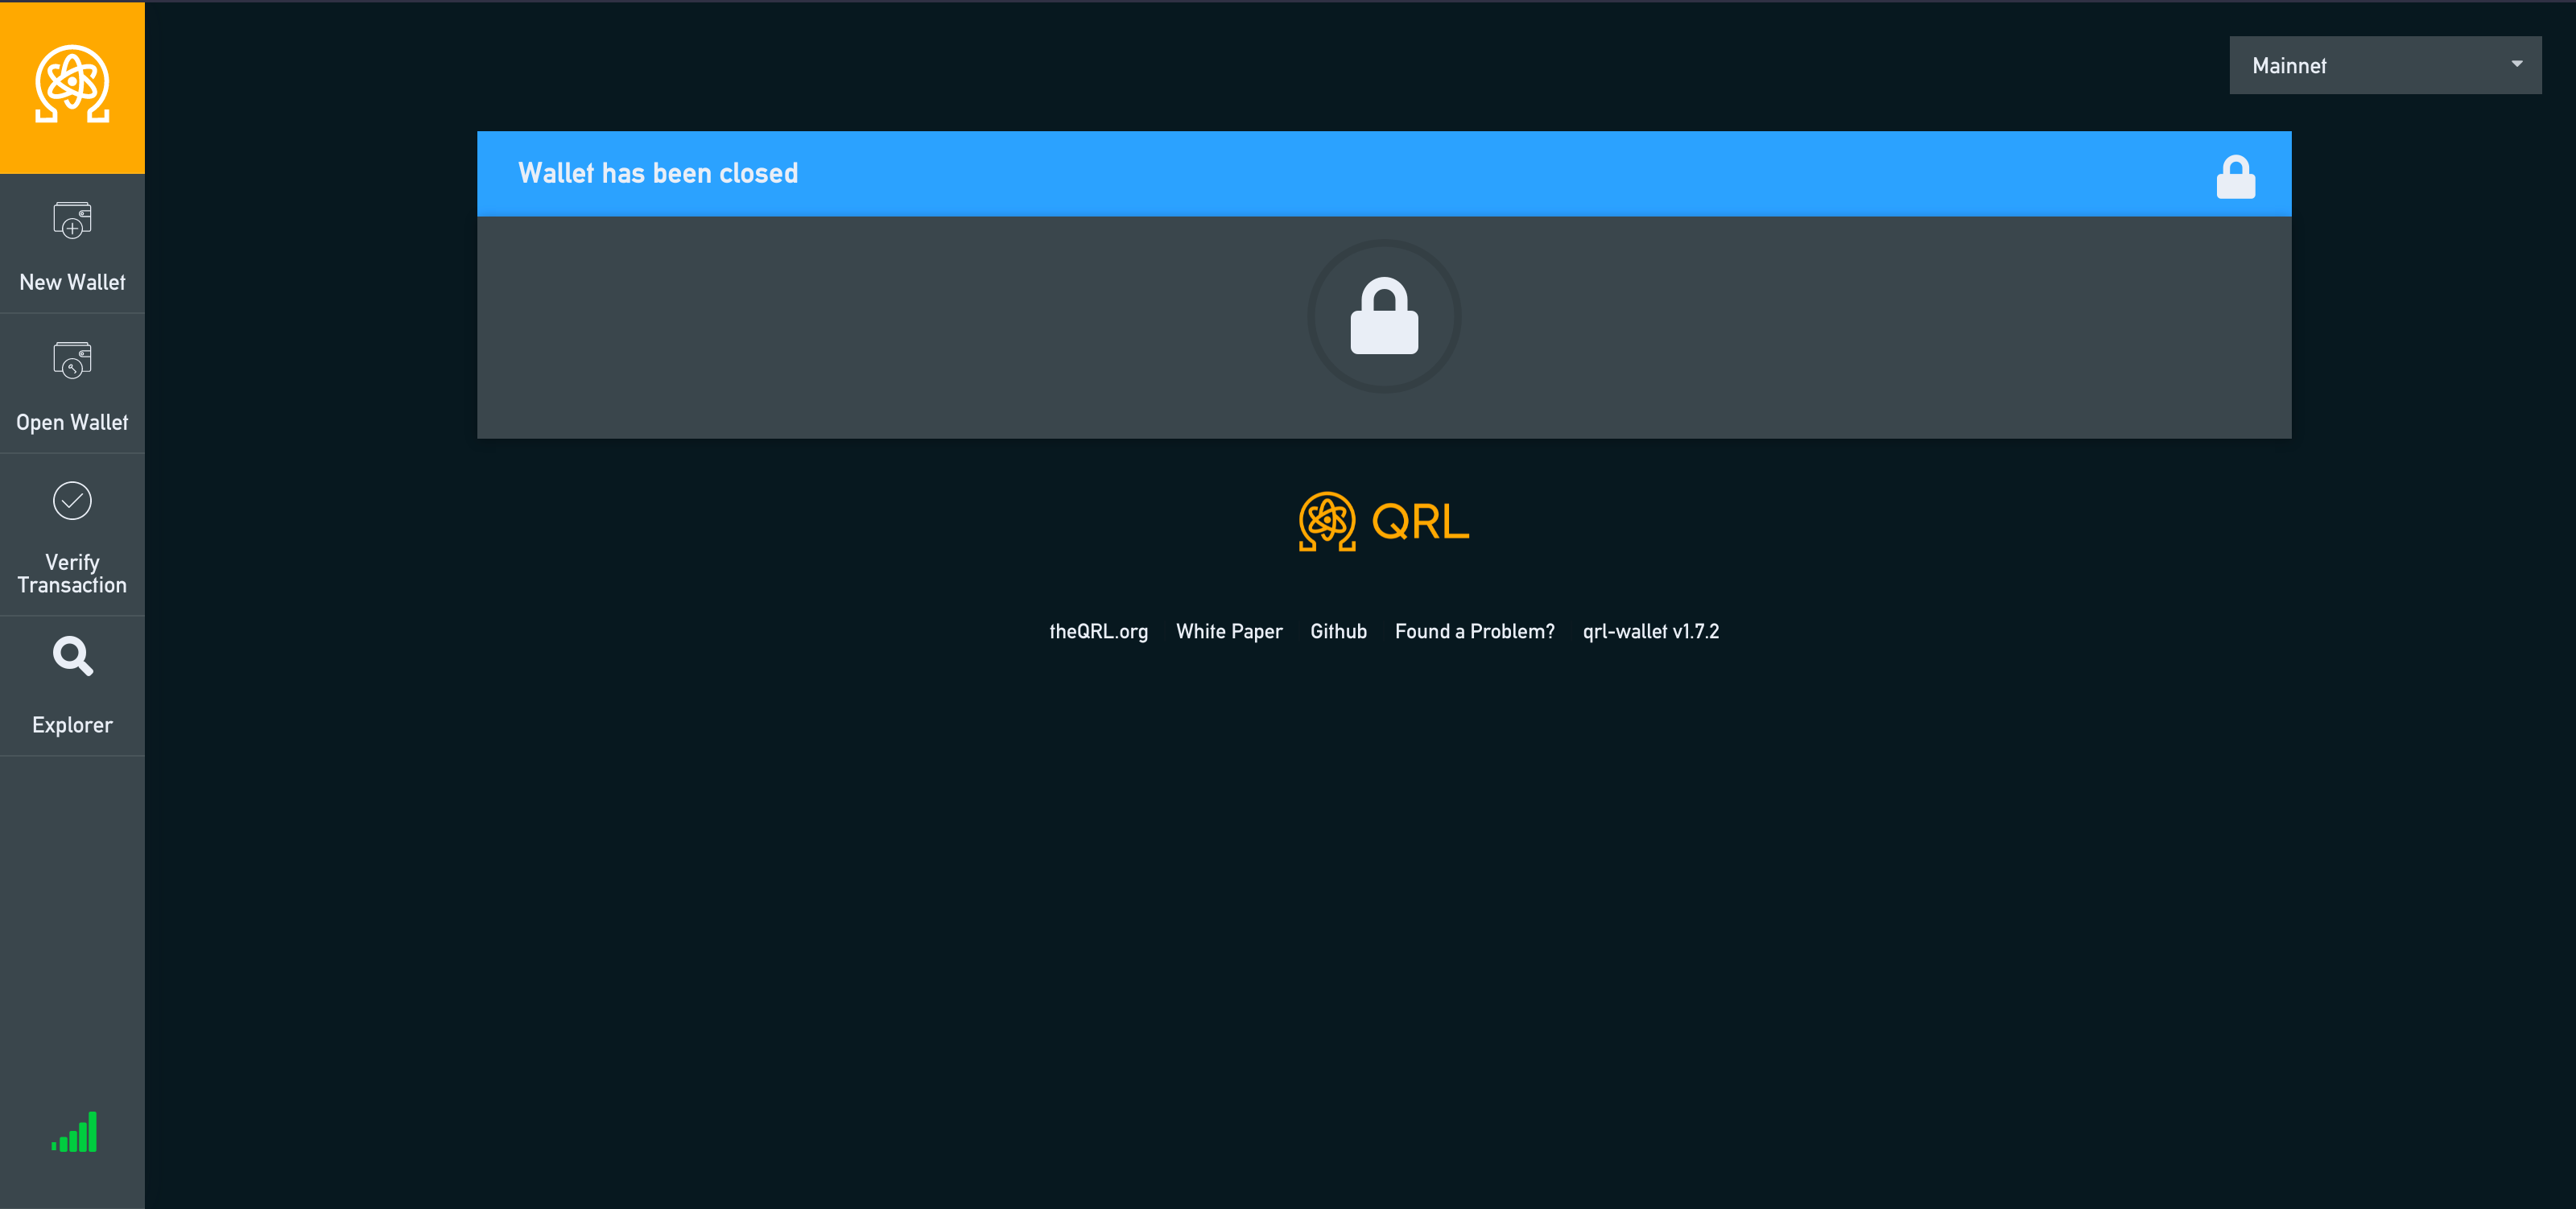 Mainnet
Wallet has been closed
New Wallet
Open Wallet
Verify
Transaction
Explorer
QRL
theQRL.org White Paper Github Found a Problem? qrl-wallet v1.7.2